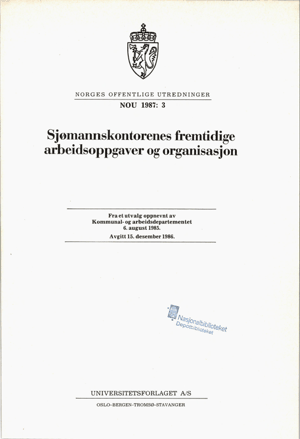 NORGES OFFENTLIGE UTREDNINGER
NOU 1987: 3
Sjømannskontorenes fremtidige
arbeidsoppgaver og organisasjon
Fra et utvalg oppnevnt av
Kommunal- og arbeidsdepartementet
6. august 1985.
Avgitt 15. desember 1986.
Nasjonalbiblioteket
Depotbiblioteket
UNIVERSITETSFORLAGET A/S
OSLO-BERGEN-TROMSØ-STAVANGER